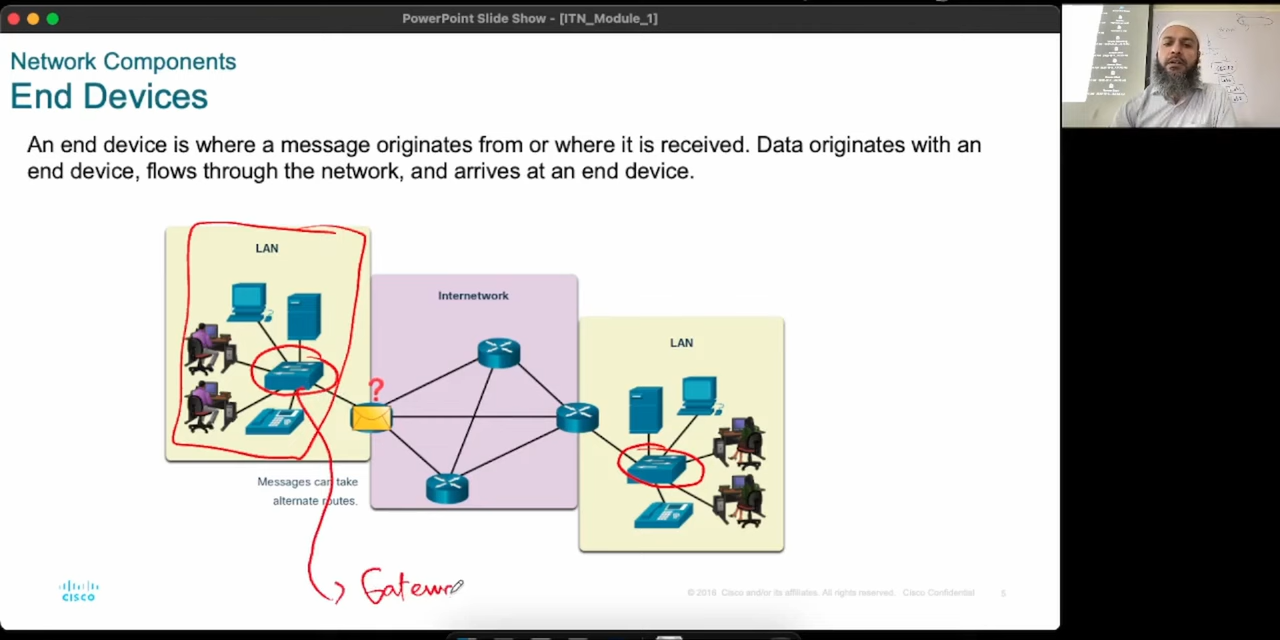 PowerPoint Slide Show - [ITN_Module_1]
Network Components
End Devices
An end device is where a message originates from or where it is received. Data originates with an
end device, flows through the network, and arrives at an end device.
LAN
Internetwork
LAN
?
Messages can take
alternate routes.
Gatew
CISCO
© 2016 Cisco and/or its affiliates. All rights reserved. Cisco Confidential
5